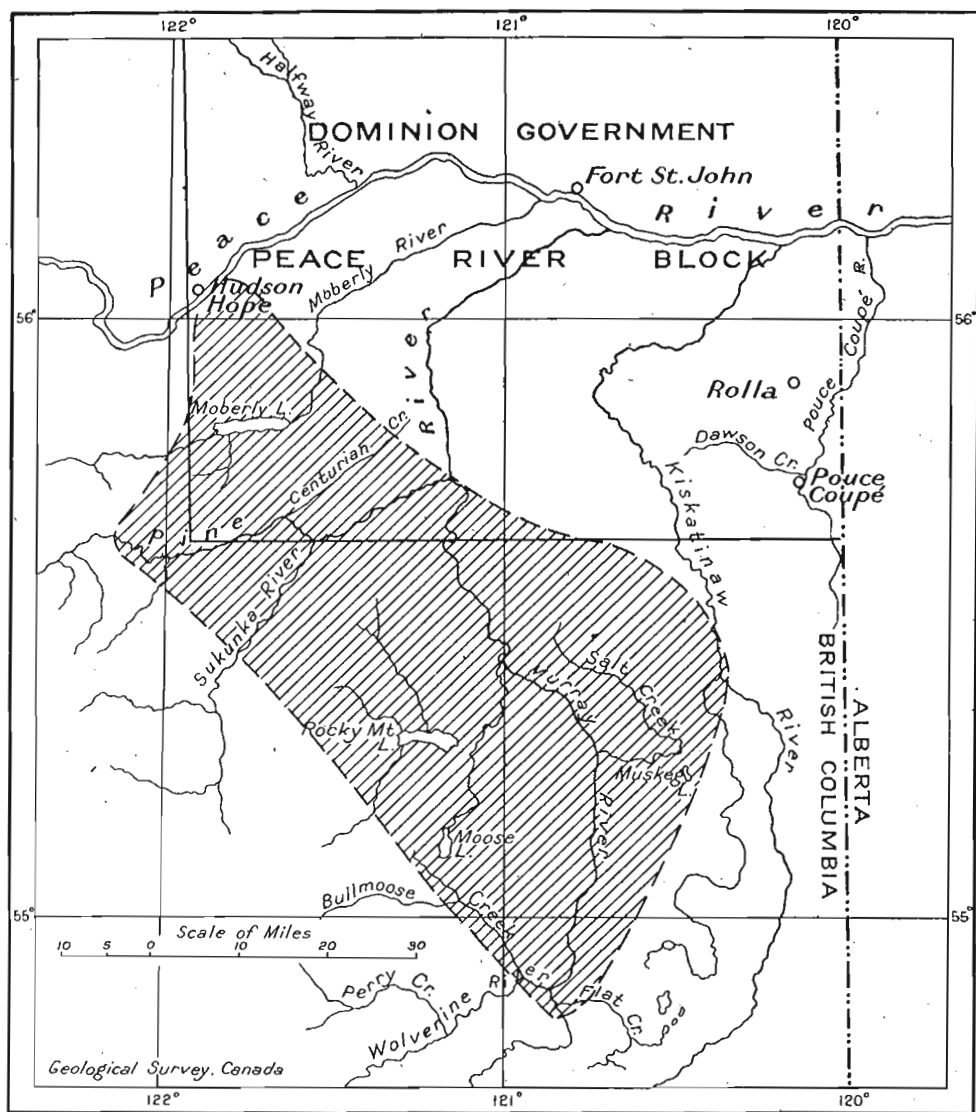 122° 121° 120°
Halfway River
DOMINION GOVERNMENT
Fort St. John
Peace River
PEACE RIVER BLOCK
Moberly River
Hudson
Hope
56° 56°
River
Pouce Coupé R.
Rolla
Moberly L.
Centurian Cr.
Dawson Cr.
Pouce
Coupé
Kiskatinaw
Pine
Sukunka River
Salt Creek
Murray
BRITISH COLUMBIA
ALBERTA
River
Rocky Mt.
L.
Muskeg
L.
River
Moose
L.
Bullmoose Creek
55° 55°
Scale of Miles
10 5 0 10 20 30
Perry Cr.
Flat Cr.
Wolverine River
Geological Survey, Canada
122° 121° 120°